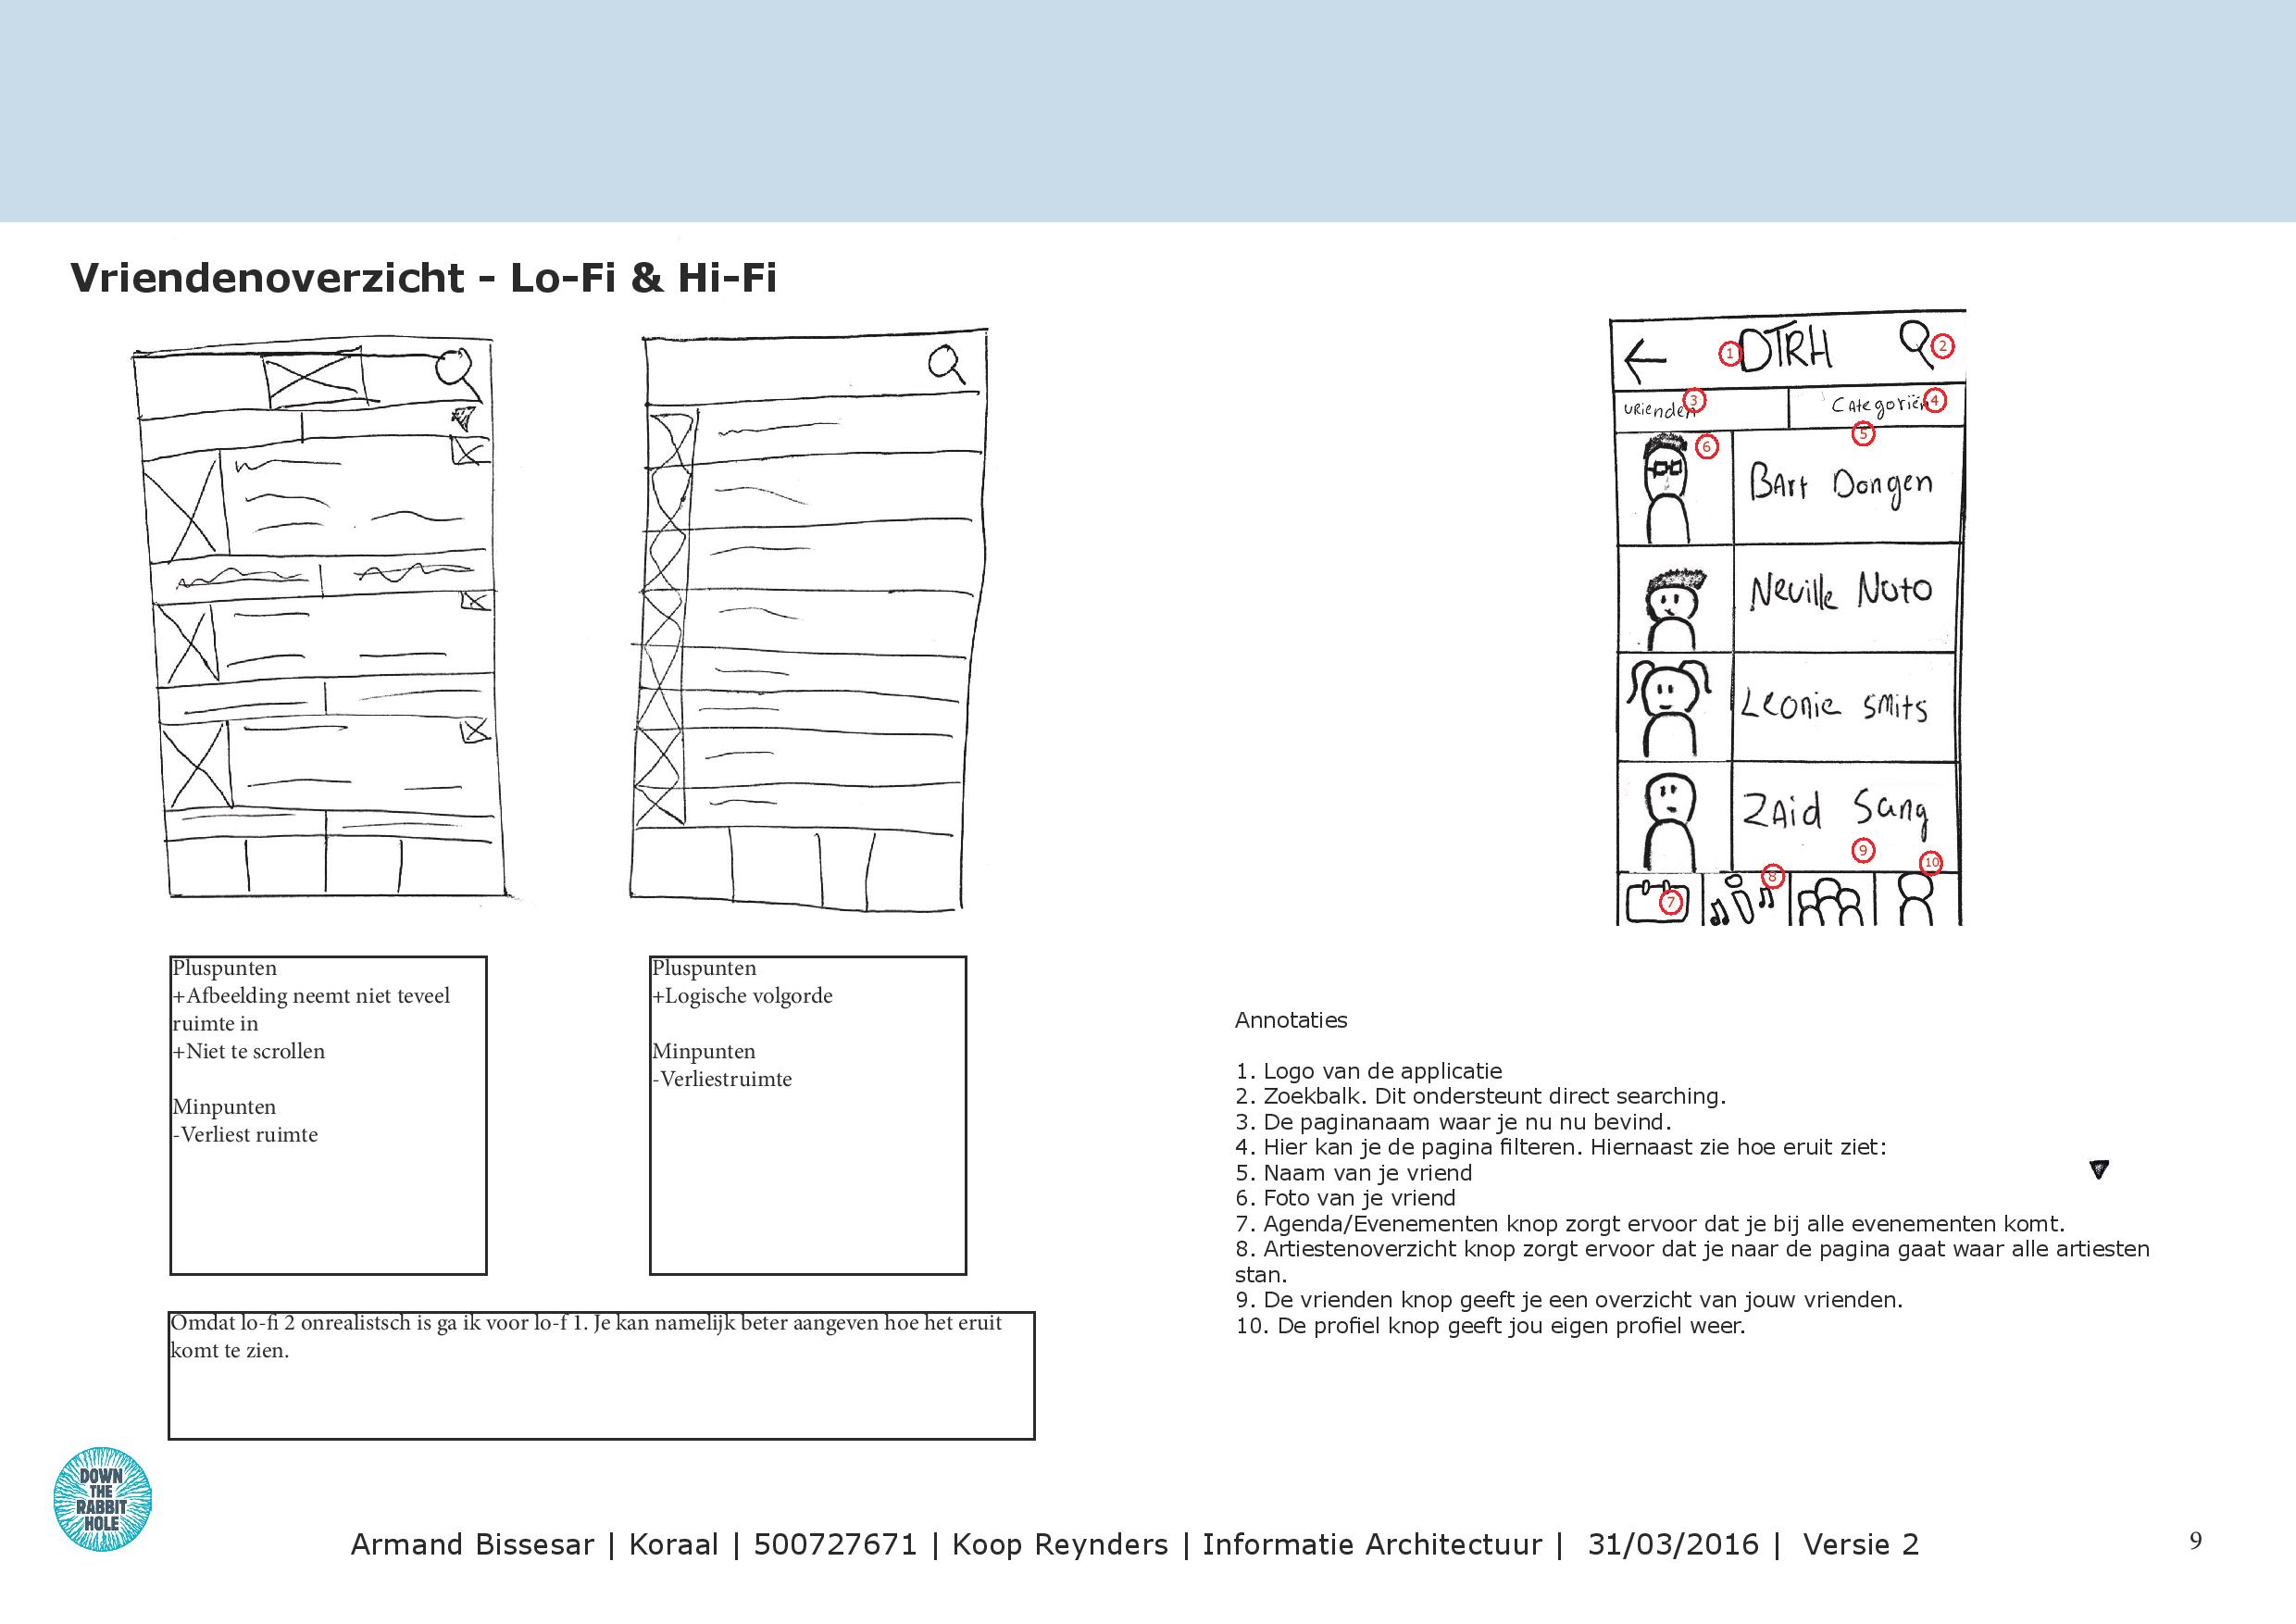 Vriendenoverzicht - Lo-Fi & Hi-Fi
1
DTRH
2
vrienden
3
Categoriën
4
5
6
Bart Dongen
Neville Noto
Leonie Smits
Zaid Sang
7
8
9
10
Pluspunten
+Afbeelding neemt niet teveel
ruimte in
+Niet te scrollen
Minpunten
-Verliest ruimte
Pluspunten
+Logische volgorde
Minpunten
-Verliestruimte
Omdat lo-fi 2 onrealistsch is ga ik voor lo-f 1. Je kan namelijk beter aangeven hoe het eruit
komt te zien.
Annotaties
1. Logo van de applicatie
2. Zoekbalk. Dit ondersteunt direct searching.
3. De paginanaam waar je nu nu bevind.
4. Hier kan je de pagina filteren. Hiernaast zie hoe eruit ziet:
5. Naam van je vriend
6. Foto van je vriend
7. Agenda/Evenementen knop zorgt ervoor dat je bij alle evenementen komt.
8. Artiestenoverzicht knop zorgt ervoor dat je naar de pagina gaat waar alle artiesten
stan.
9. De vrienden knop geeft je een overzicht van jouw vrienden.
10. De profiel knop geeft jou eigen profiel weer.
DOWN
THE
RABBIT
HOLE
Armand Bissesar | Koraal | 500727671 | Koop Reynders | Informatie Architectuur | 31/03/2016 | Versie 2
9